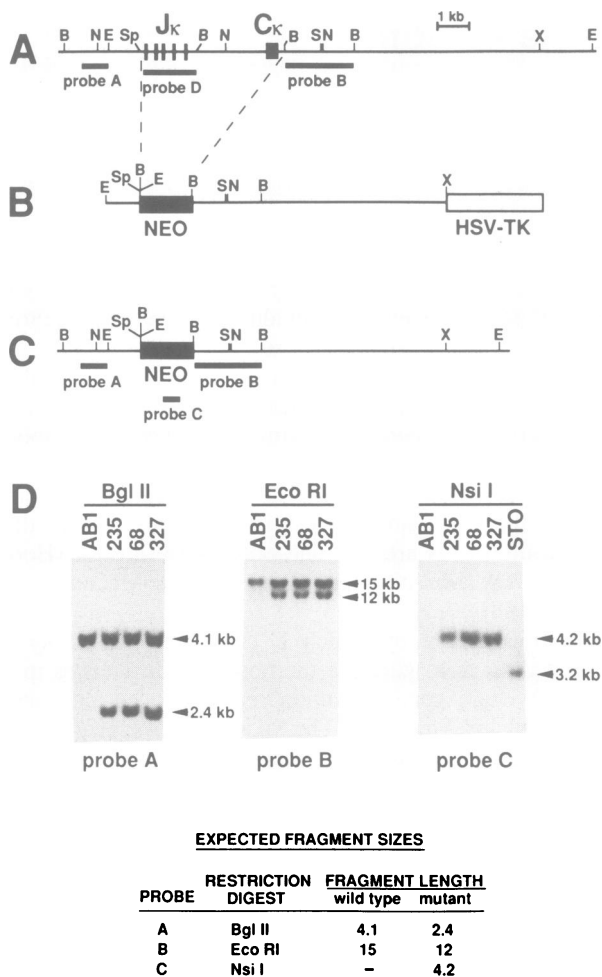 1 kb
B N E Sp Jκ B N Cκ B SN B X E
A
probe A probe D probe B
B
E Sp B E B SN B X
NEO HSV-TK
C
B N E Sp B E B SN B X E
probe A NEO probe B
probe C
D
Bgl II Eco RI Nsi I
AB1 235 68 327 AB1 235 68 327 AB1 235 68 327 STO
15 kb
12 kb
4.1 kb 4.2 kb
3.2 kb
2.4 kb
probe A probe B probe C
EXPECTED FRAGMENT SIZES
PROBE RESTRICTION DIGEST FRAGMENT LENGTH
wild type mutant
A Bgl II 4.1 2.4
B Eco RI 15 12
C Nsi I – 4.2